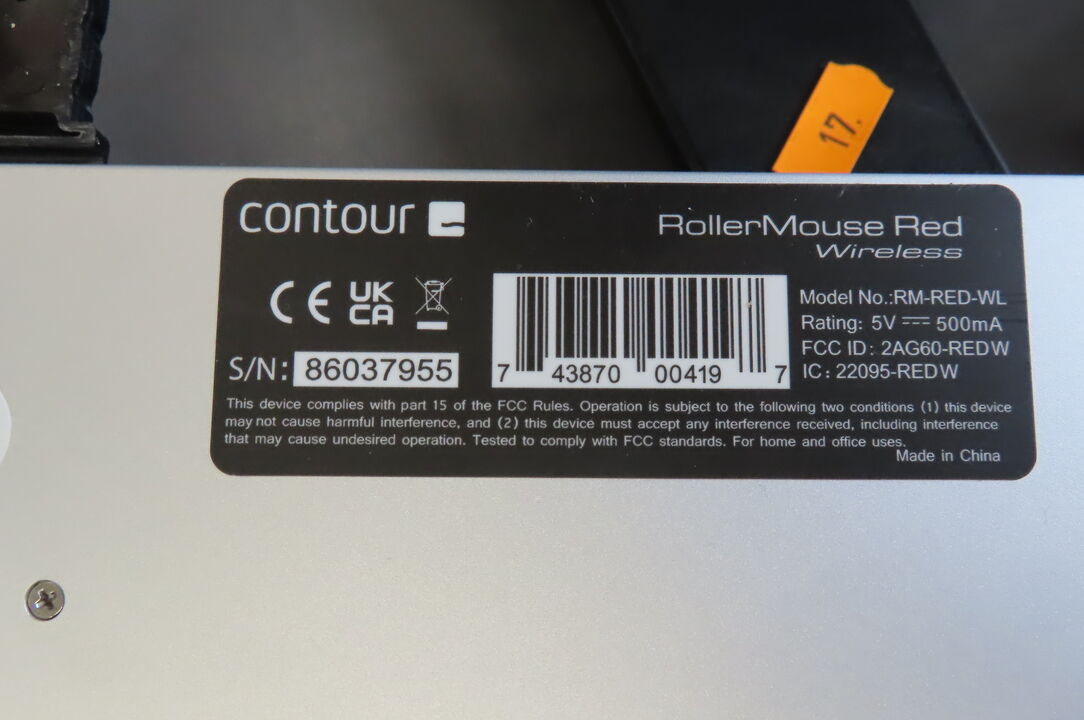 17.
contour
RollerMouse Red
Wireless
CE UK CA
Model No.:RM-RED-WL
Rating: 5V ⎓ 500mA
FCC ID: 2AG60-REDW
IC: 22095-REDW
S/N: 86037955
7 43870 00419 7
This device complies with part 15 of the FCC Rules. Operation is subject to the following two conditions (1) this device
may not cause harmful interference, and (2) this device must accept any interference received, including interference
that may cause undesired operation. Tested to comply with FCC standards. For home and office uses.
Made in China